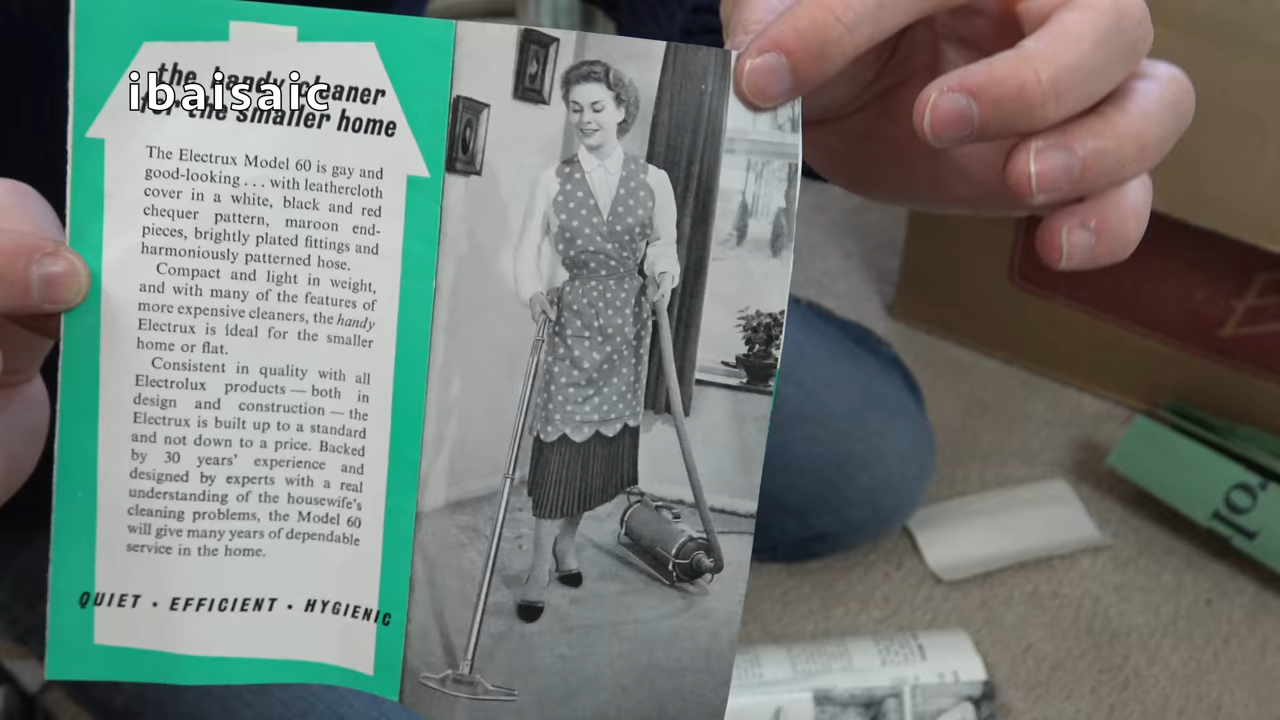 the handy cleaner
for the smaller home
ibaisaic
The Electrux Model 60 is gay and
good-looking . . . with leathercloth
cover in a white, black and red
chequer pattern, maroon end-
pieces, brightly plated fittings and
harmoniously patterned hose.
Compact and light in weight,
and with many of the features of
more expensive cleaners, the handy
Electrux is ideal for the smaller
home or flat.
Consistent in quality with all
Electrolux products — both in
design and construction — the
Electrux is built up to a standard
and not down to a price. Backed
by 30 years' experience and
designed by experts with a real
understanding of the housewife's
cleaning problems, the Model 60
will give many years of dependable
service in the home.
QUIET · EFFICIENT · HYGIENIC